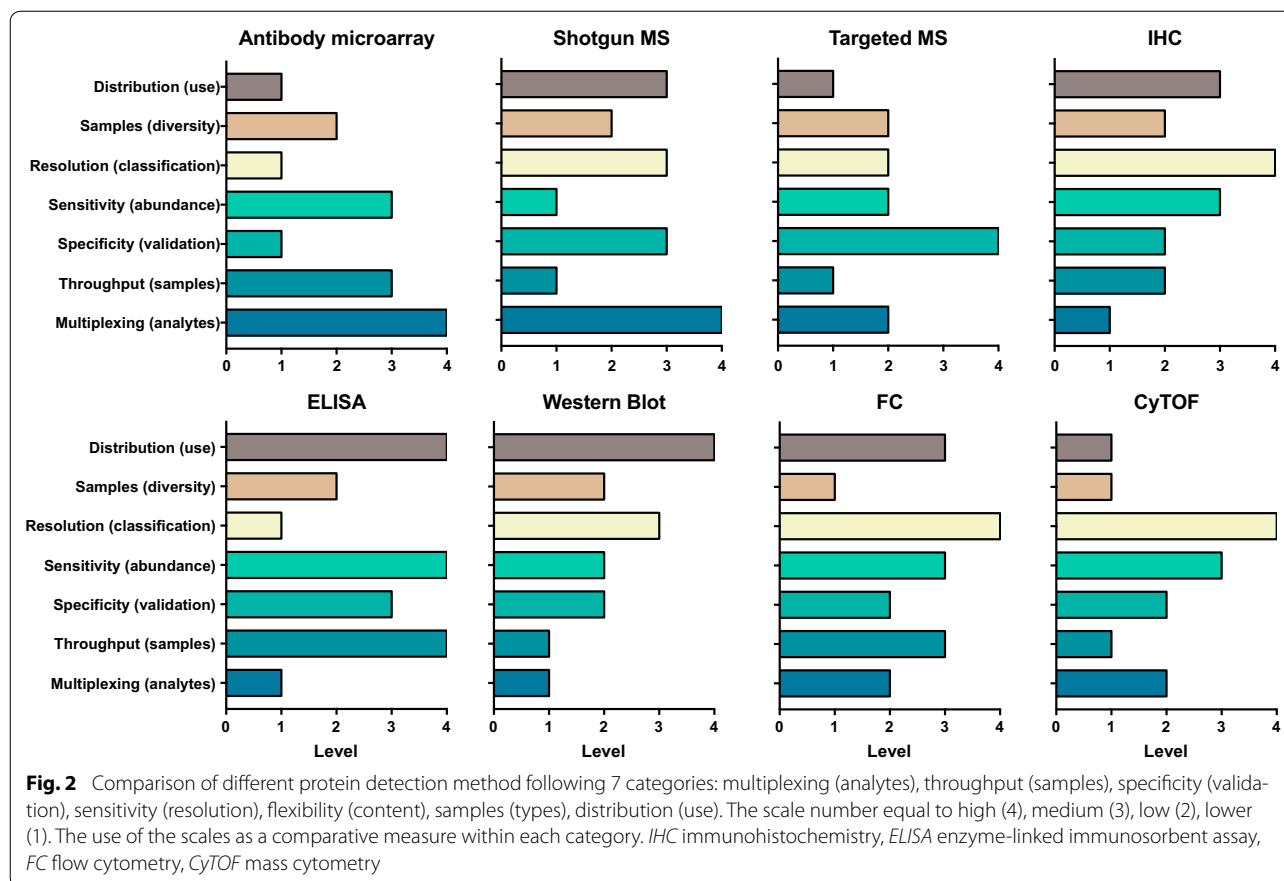 Antibody microarray
Shotgun MS
Targeted MS
IHC
Distribution (use)
Samples (diversity)
Resolution (classification)
Sensitivity (abundance)
Specificity (validation)
Throughput (samples)
Multiplexing (analytes)
0 1 2 3 4
0 1 2 3 4
0 1 2 3 4
0 1 2 3 4
ELISA
Western Blot
FC
CyTOF
Distribution (use)
Samples (diversity)
Resolution (classification)
Sensitivity (abundance)
Specificity (validation)
Throughput (samples)
Multiplexing (analytes)
0 1 2 3 4
0 1 2 3 4
0 1 2 3 4
0 1 2 3 4
Level
Level
Level
Level
Fig. 2 Comparison of different protein detection method following 7 categories: multiplexing (analytes), throughput (samples), specificity (valida-
tion), sensitivity (resolution), flexibility (content), samples (types), distribution (use). The scale number equal to high (4), medium (3), low (2), lower
(1). The use of the scales as a comparative measure within each category. IHC immunohistochemistry, ELISA enzyme-linked immunosorbent assay,
FC flow cytometry, CyTOF mass cytometry